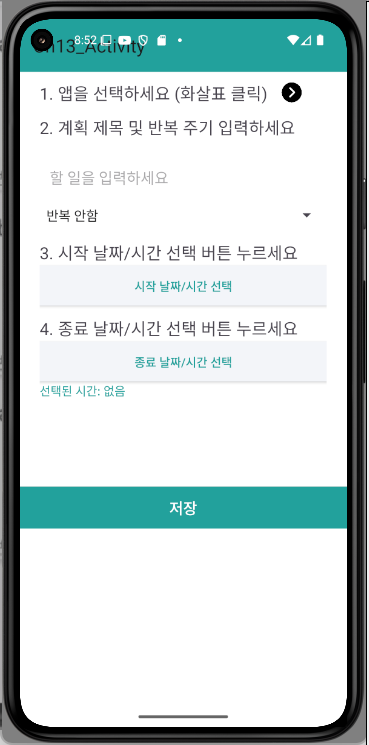 8:52
13_Activity
1. 앱을 선택하세요 (화살표 클릭)
2. 계획 제목 및 반복 주기 입력하세요
할 일을 입력하세요
반복 안함
3. 시작 날짜/시간 선택 버튼 누르세요
시작 날짜/시간 선택
4. 종료 날짜/시간 선택 버튼 누르세요
종료 날짜/시간 선택
선택된 시간: 없음
저장